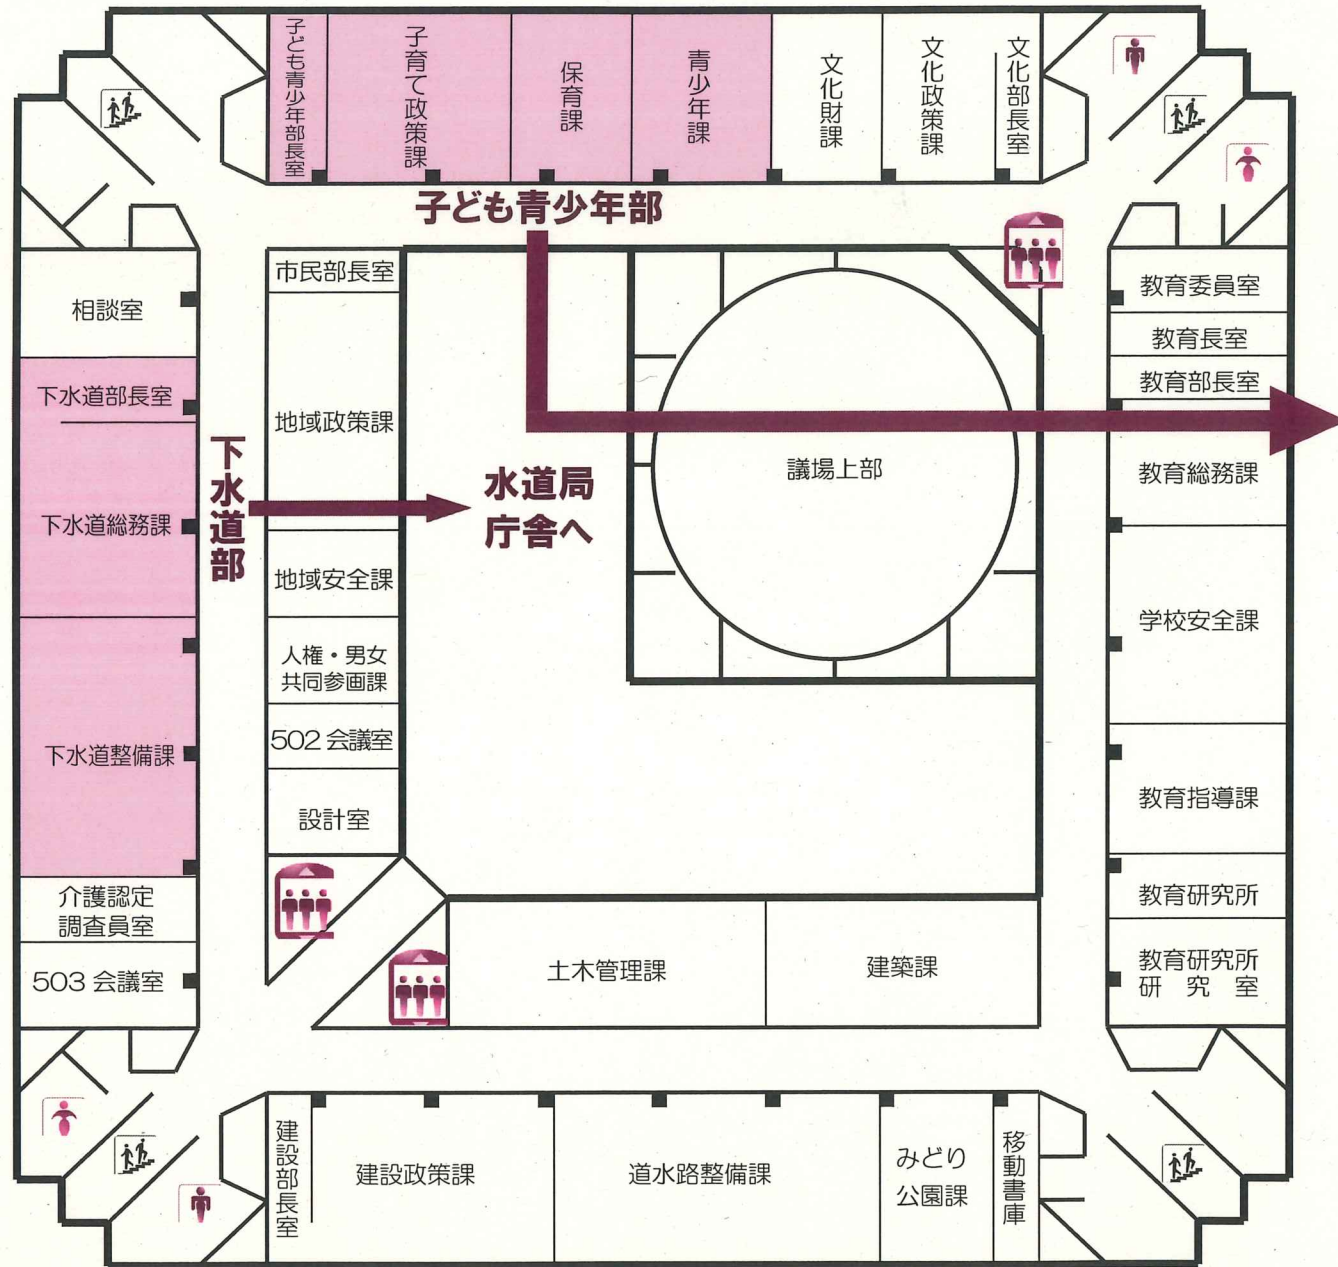 子ども青少年部長室
子育て政策課
保育課
青少年課
文化財課
文化政策課
文化部長室
子ども青少年部
市民部長室
相談室
下水道部長室
下水道総務課
下水道整備課
介護認定
調査員室
503 会議室
下水道部
地域政策課
地域安全課
人権・男女
共同参画課
502 会議室
設計室
水道局
庁舎へ
議場上部
教育委員室
教育長室
教育部長室
教育総務課
学校安全課
教育指導課
教育研究所
教育研究所
研究室
土木管理課
建築課
建設部長室
建設政策課
道水路整備課
みどり
公園課
移動書庫